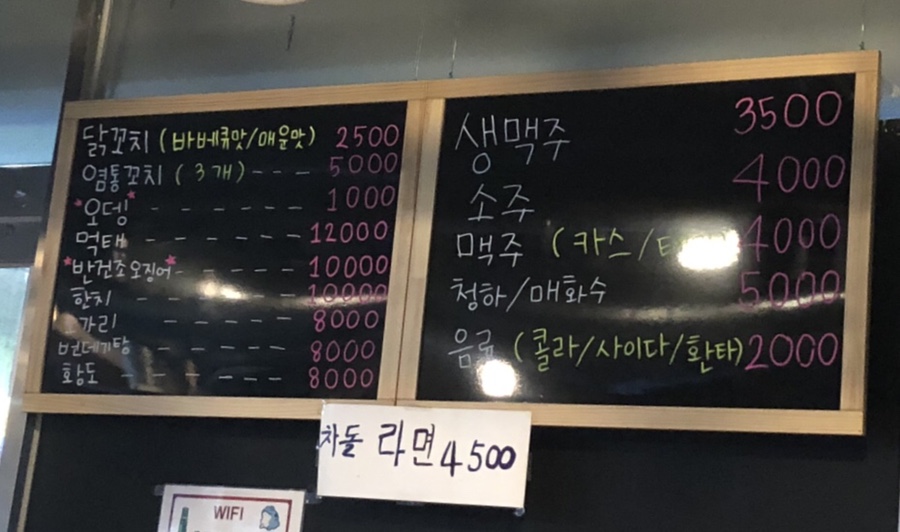 닭꼬치 (바베큐맛/매운맛) 2500
염통꼬치 (3개) --- 5000
*오뎅* ------ 1000
먹태 ------ 12000
*반건조오징어* ----- 10000
한치 ------ 10000
가리 ----- 8000
번데기탕 ----- 8000
황도 ------ 8000
생맥주 3500
소주 4000
맥주 (카스/ 4000
청하/매화수 5000
음료 (콜라/사이다/환타) 2000
차돌 라면 4500
WIFI